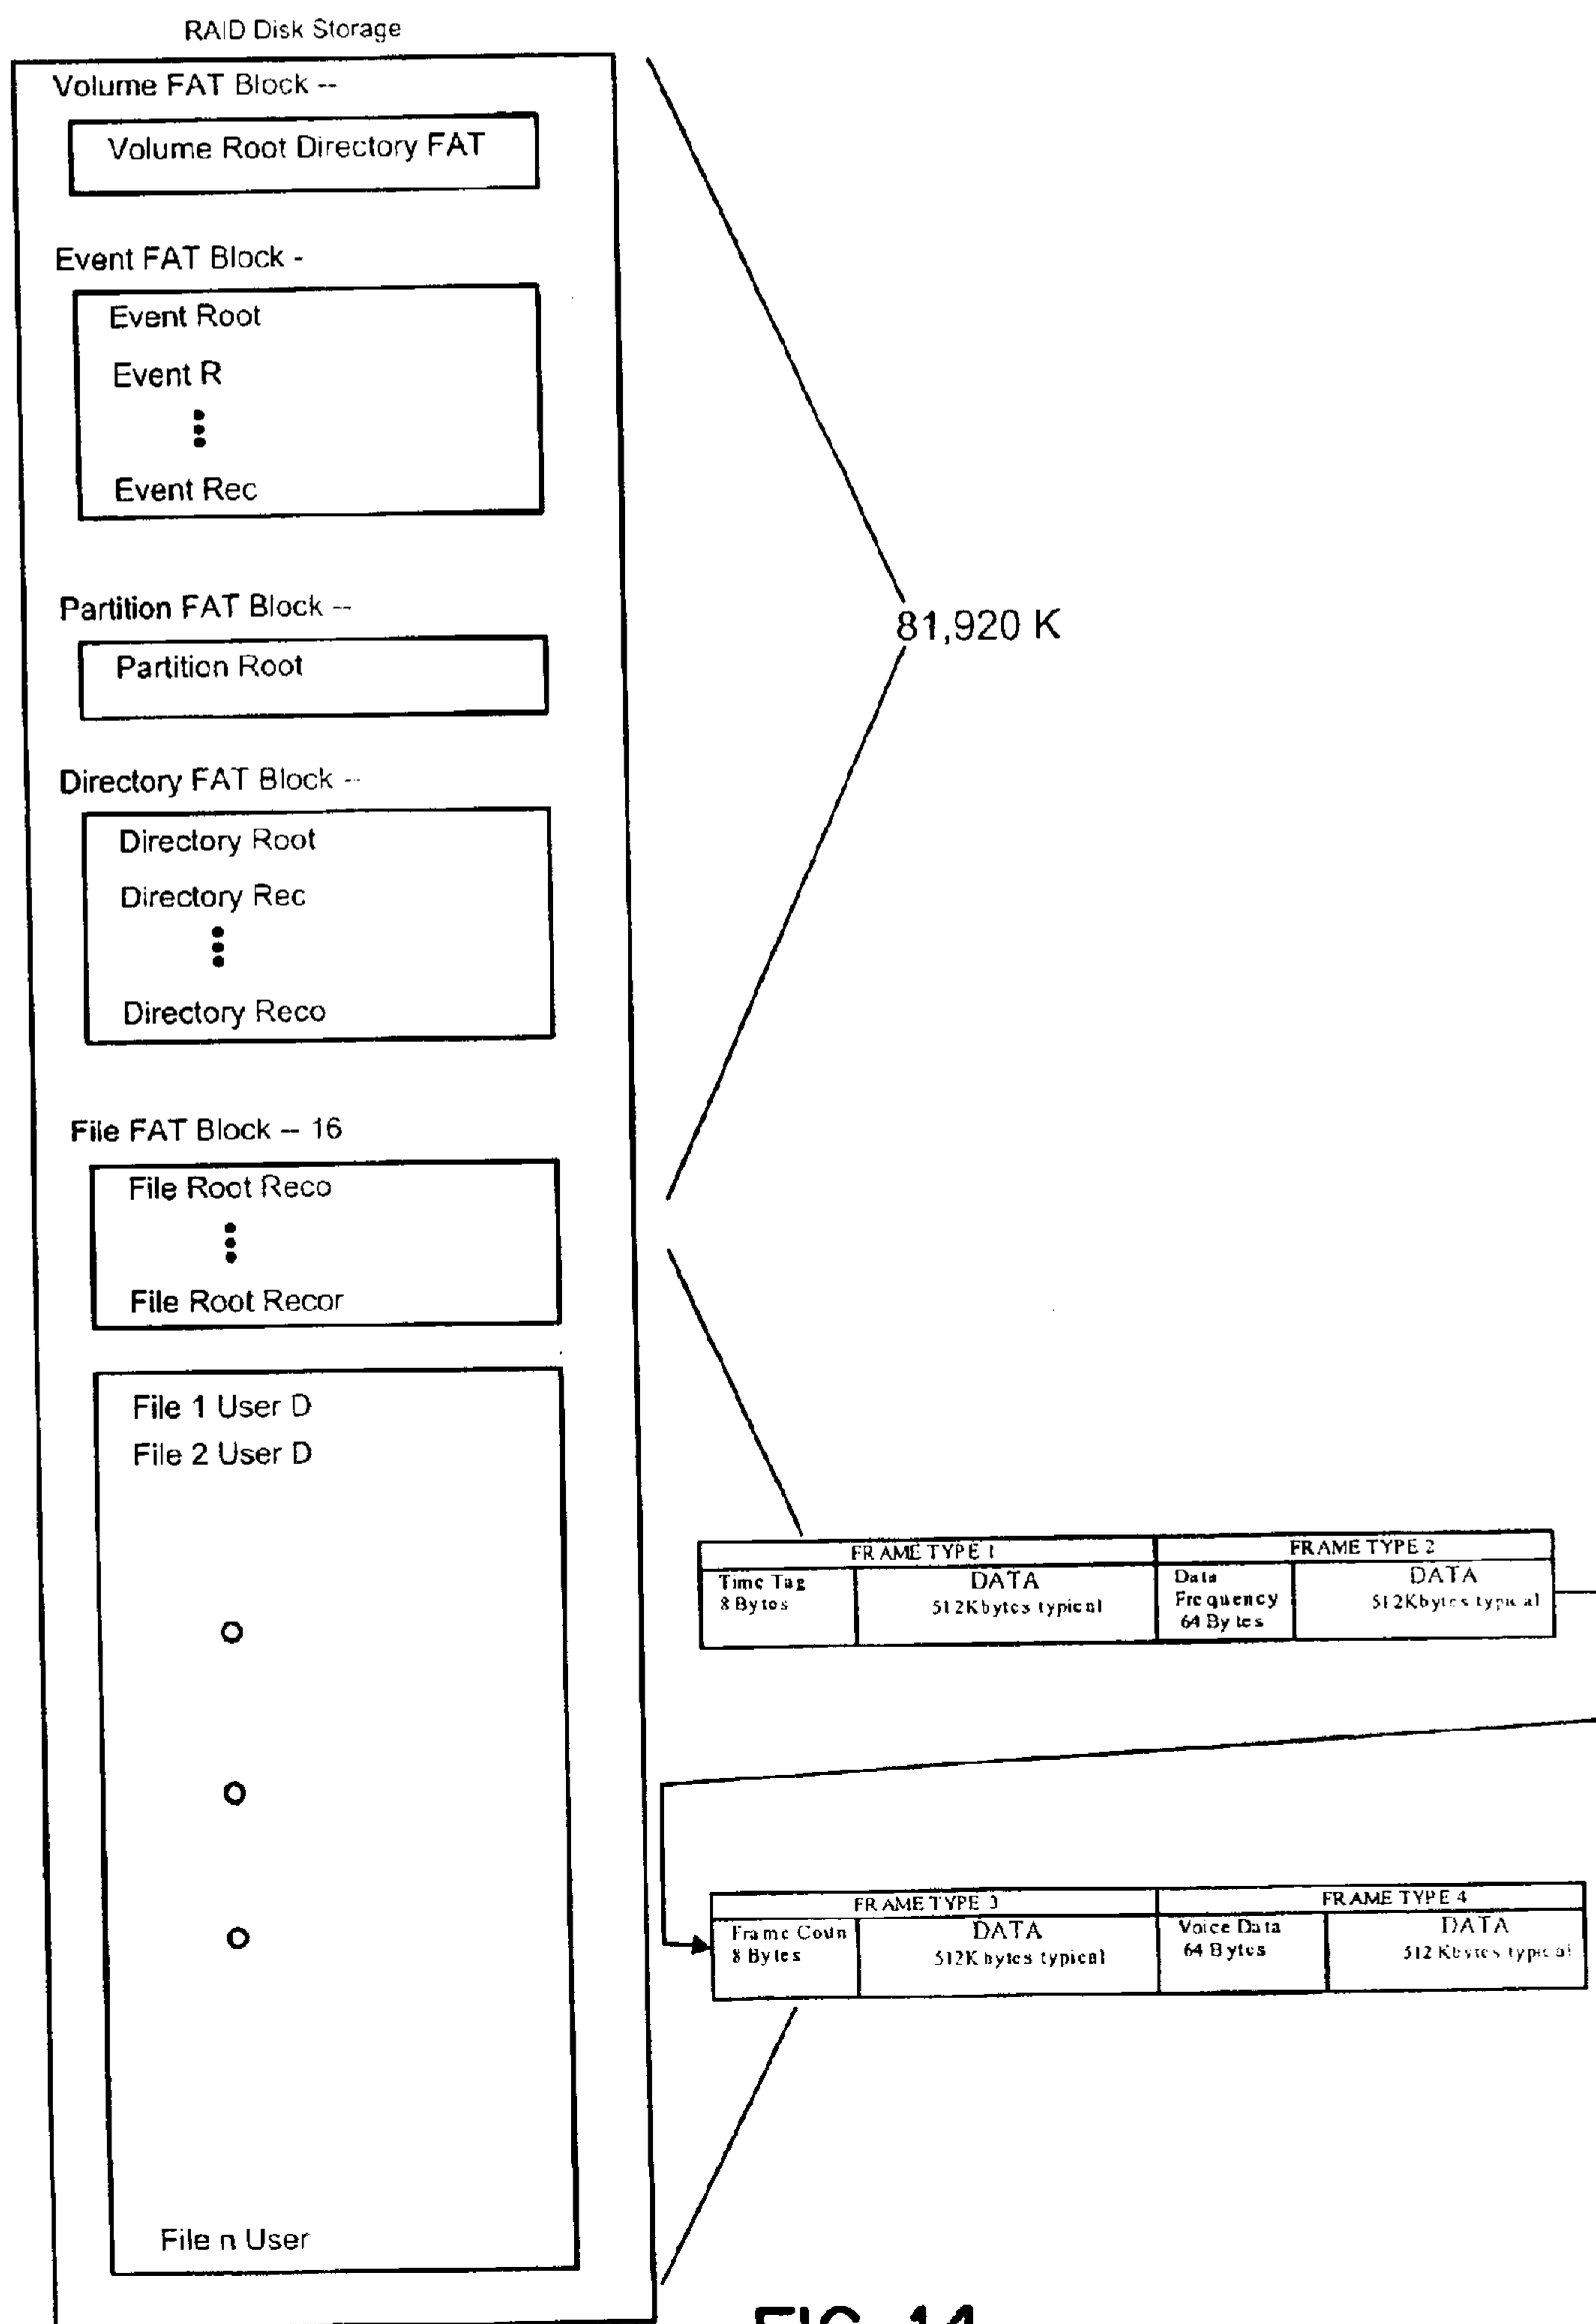 RAID Disk Storage
Volume FAT Block --
Volume Root Directory FAT
Event FAT Block -
Event Root
Event R
Event Rec
Partition FAT Block --
Partition Root
81,920 K
Directory FAT Block --
Directory Root
Directory Rec
Directory Reco
File FAT Block -- 16
File Root Reco
File Root Recor
File 1 User D
File 2 User D
File n User
FRAME TYPE 1
FRAME TYPE 2
Time Tag
8 Bytes
DATA
512Kbytes typical
Data
Frequency
64 Bytes
DATA
512Kbytes typical
FRAME TYPE 3
FRAME TYPE 4
Frame Coun
8 Bytes
DATA
512K bytes typical
Voice Data
64 Bytes
DATA
512 Kbytes typical
FIG. 14